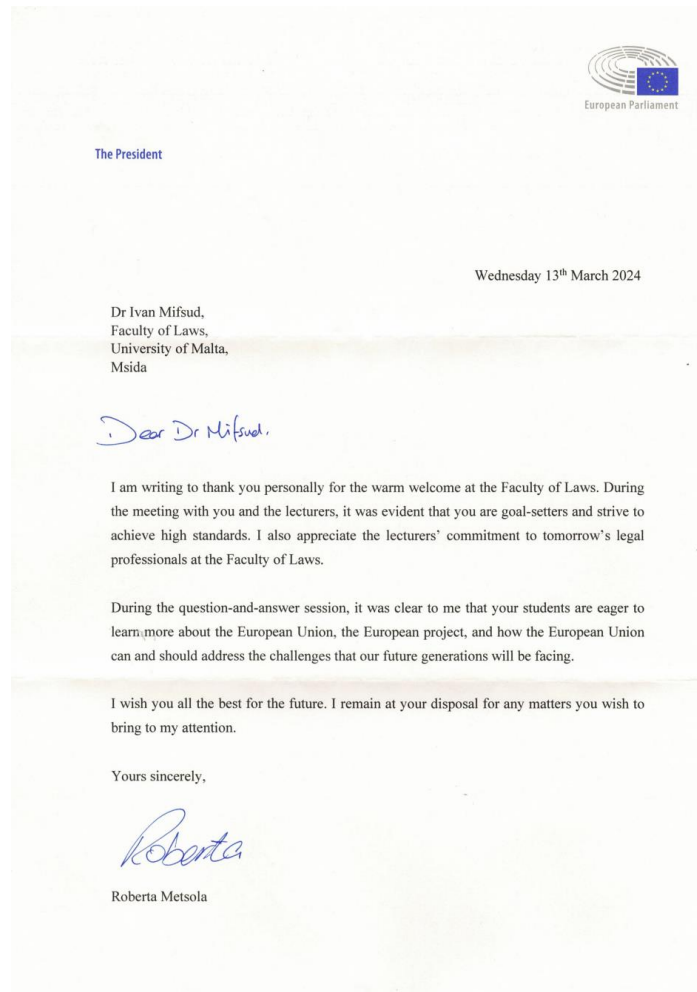 European Parliament
The President
Wednesday 13th March 2024
Dr Ivan Mifsud,
Faculty of Laws,
University of Malta,
Msida
Dear Dr Mifsud.
I am writing to thank you personally for the warm welcome at the Faculty of Laws. During
the meeting with you and the lecturers, it was evident that you are goal-setters and strive to
achieve high standards. I also appreciate the lecturers’ commitment to tomorrow’s legal
professionals at the Faculty of Laws.
During the question-and-answer session, it was clear to me that your students are eager to
learn more about the European Union, the European project, and how the European Union
can and should address the challenges that our future generations will be facing.
I wish you all the best for the future. I remain at your disposal for any matters you wish to
bring to my attention.
Yours sincerely,
Roberta
Roberta Metsola